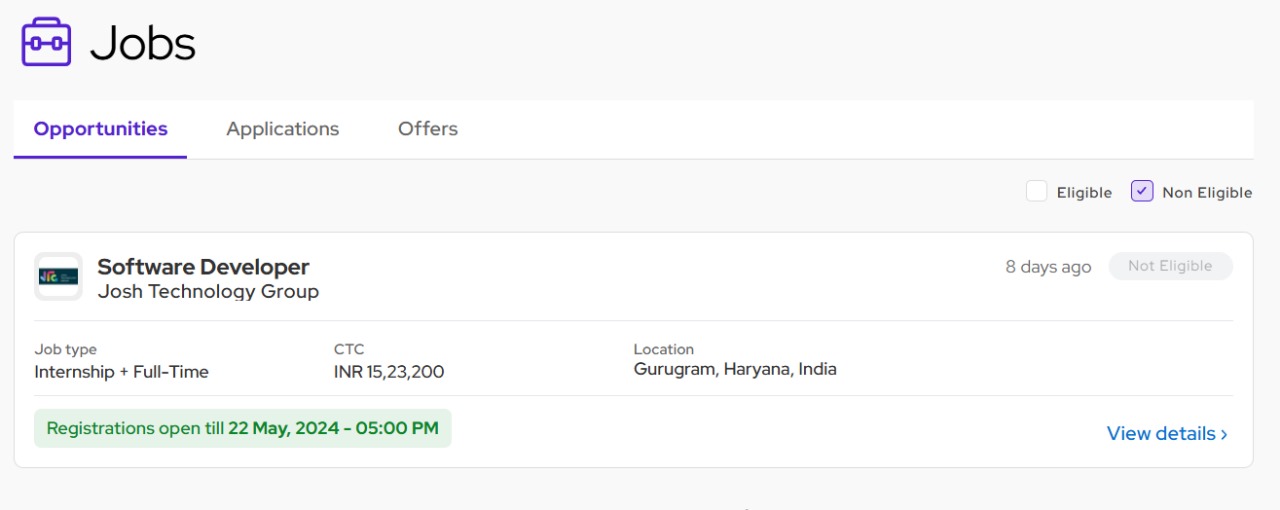 Jobs
Opportunities Applications Offers
Eligible Non Eligible
Software Developer
Josh Technology Group
8 days ago Not Eligible
Job type CTC Location
Internship + Full-Time INR 15,23,200 Gurugram, Haryana, India
Registrations open till 22 May, 2024 - 05:00 PM
View details ›